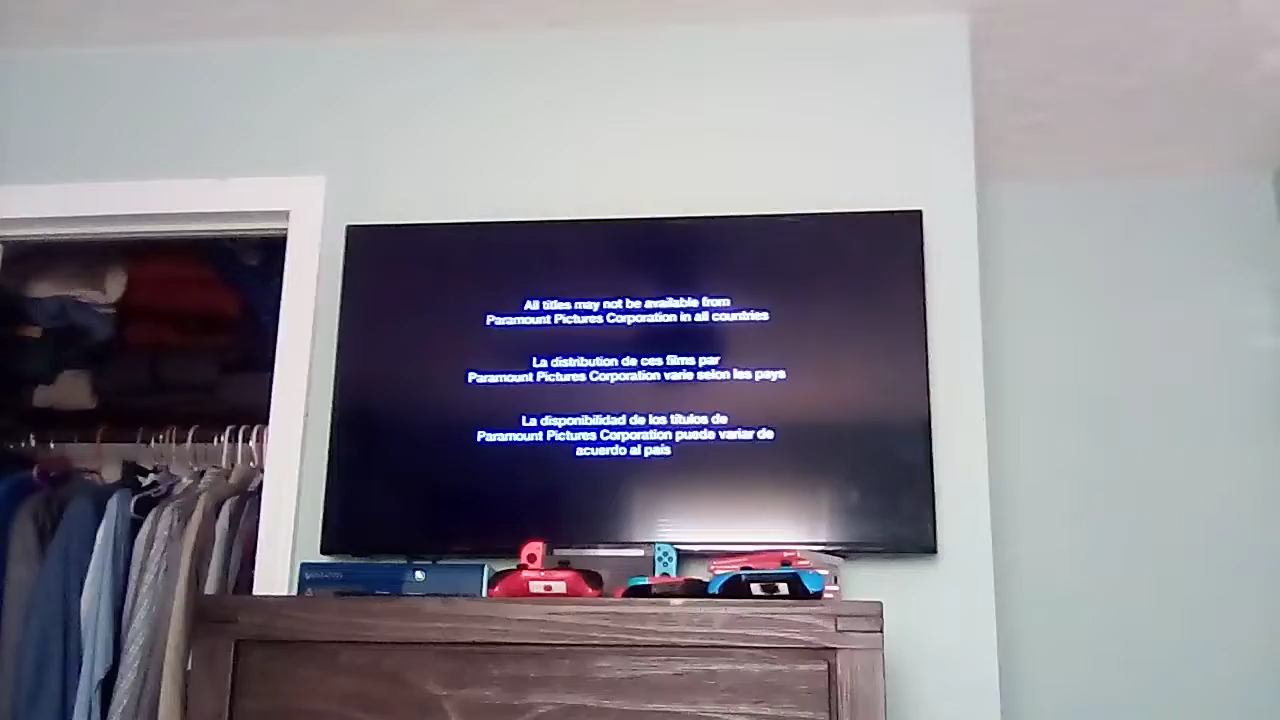 All titles may not be available from
Paramount Pictures Corporation in all countries
La distribution de ces films par
Paramount Pictures Corporation varie selon les pays
La disponibilidad de los títulos de
Paramount Pictures Corporation puede variar de
acuerdo al país